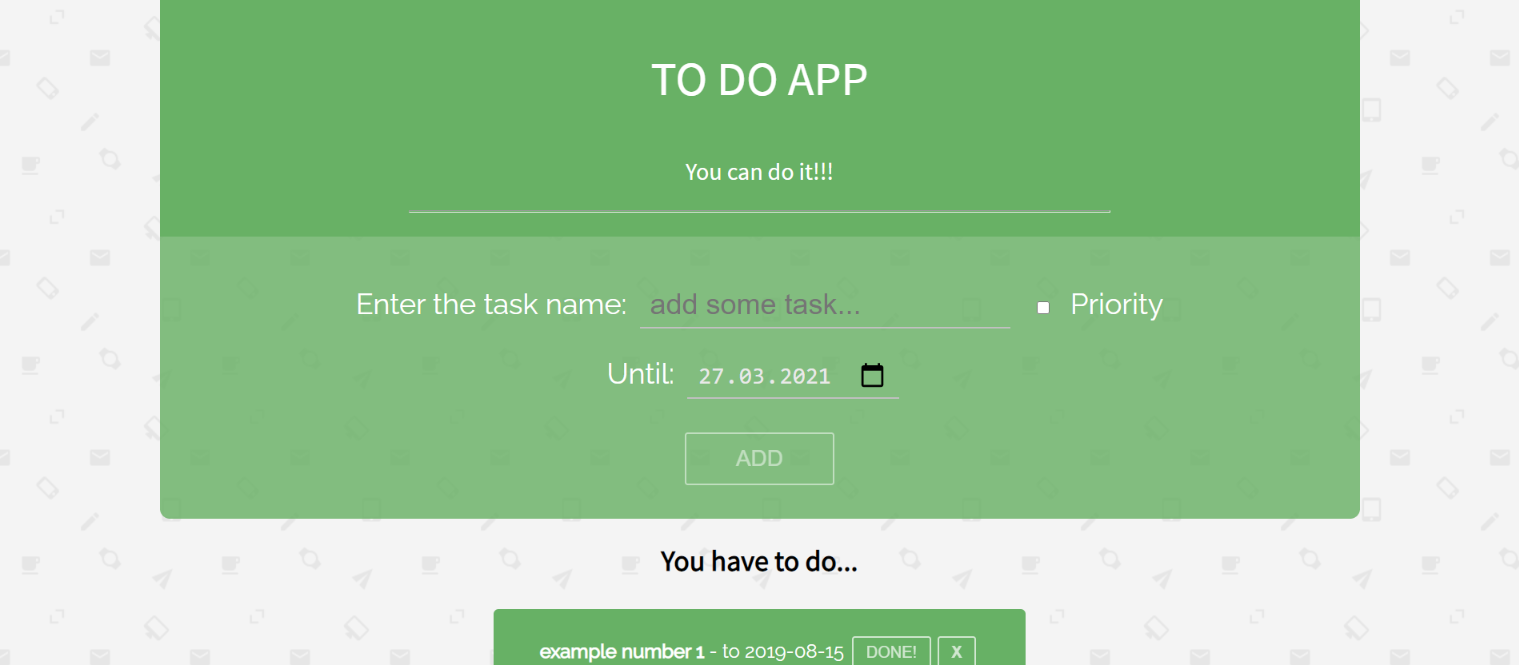 TO DO APP
You can do it!!!
Enter the task name: add some task... Priority
Until: 27.03.2021
ADD
You have to do...
example number 1 - to 2019-08-15 DONE! X